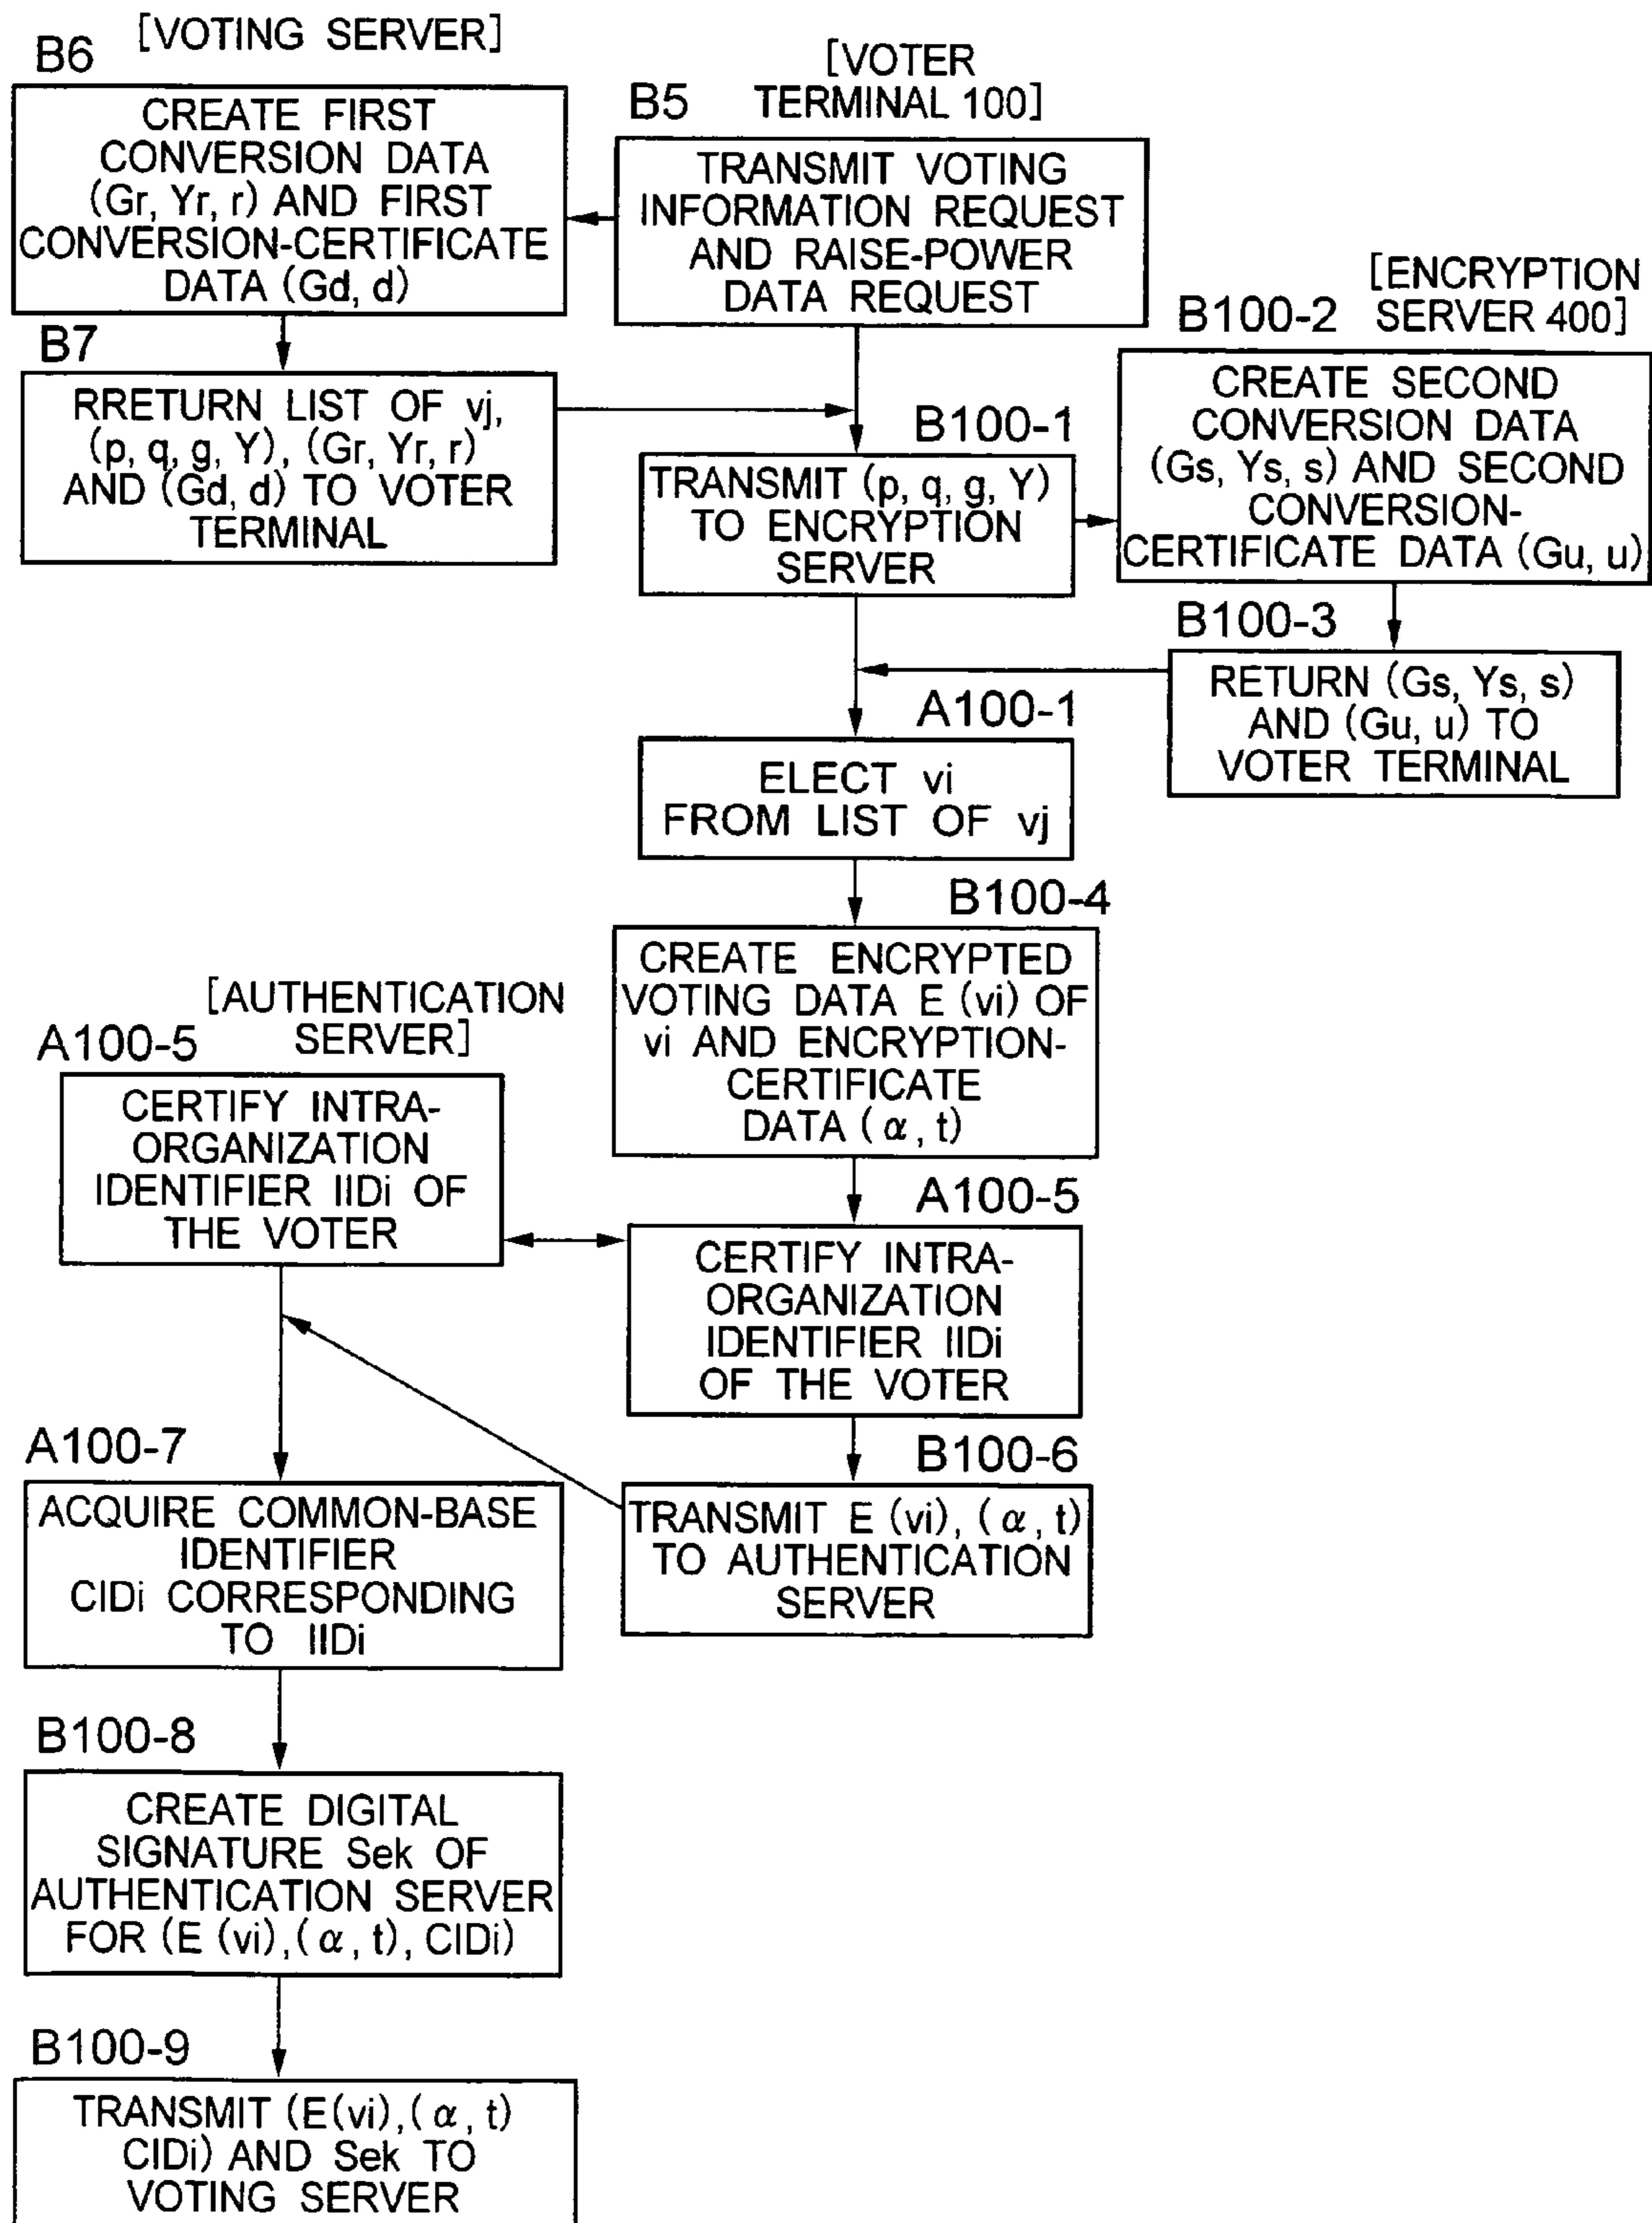 [VOTING SERVER]
B6
CREATE FIRST
CONVERSION DATA
(Gr, Yr, r) AND FIRST
CONVERSION-CERTIFICATE
DATA (Gd, d)
[VOTER
TERMINAL 100]
B5
TRANSMIT VOTING
INFORMATION REQUEST
AND RAISE-POWER
DATA REQUEST
B7
RRETURN LIST OF vj,
(p, q, g, Y), (Gr, Yr, r)
AND (Gd, d) TO VOTER
TERMINAL
B100-1
TRANSMIT (p, q, g, Y)
TO ENCRYPTION
SERVER
[ENCRYPTION
SERVER 400]
B100-2
CREATE SECOND
CONVERSION DATA
(Gs, Ys, s) AND SECOND
CONVERSION-
CERTIFICATE DATA (Gu, u)
B100-3
RETURN (Gs, Ys, s)
AND (Gu, u) TO
VOTER TERMINAL
A100-1
ELECT vi
FROM LIST OF vj
B100-4
CREATE ENCRYPTED
VOTING DATA E (vi) OF
vi AND ENCRYPTION-
CERTIFICATE
DATA ( α , t)
[AUTHENTICATION
SERVER]
A100-5
CERTIFY INTRA-
ORGANIZATION
IDENTIFIER IIDi OF
THE VOTER
A100-5
CERTIFY INTRA-
ORGANIZATION
IDENTIFIER IIDi
OF THE VOTER
B100-6
TRANSMIT E (vi), ( α , t)
TO AUTHENTICATION
SERVER
A100-7
ACQUIRE COMMON-BASE
IDENTIFIER
CIDi CORRESPONDING
TO IIDi
B100-8
CREATE DIGITAL
SIGNATURE Sek OF
AUTHENTICATION SERVER
FOR (E (vi),( α , t), CIDi)
B100-9
TRANSMIT (E(vi),( α , t)
CIDi) AND Sek TO
VOTING SERVER